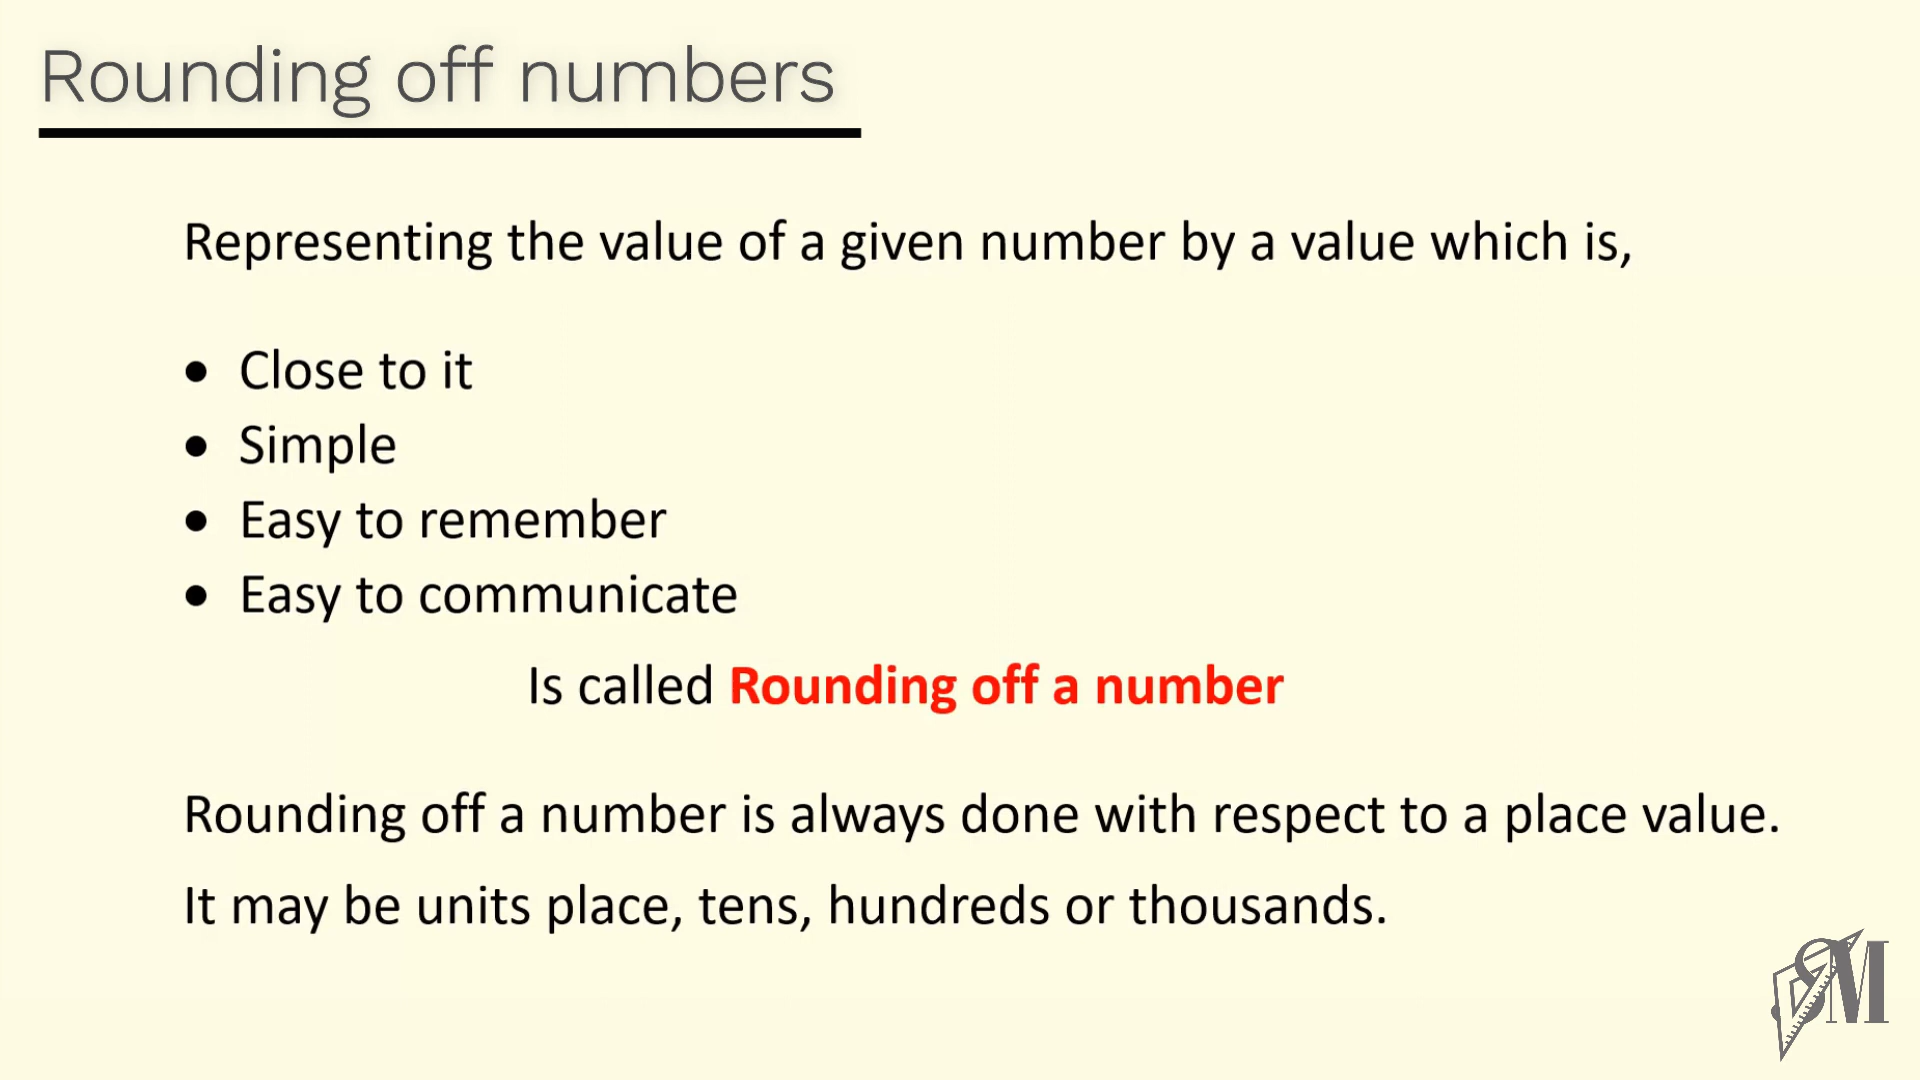 Rounding off numbers
Representing the value of a given number by a value which is,
• Close to it
• Simple
• Easy to remember
• Easy to communicate
Is called Rounding off a number
Rounding off a number is always done with respect to a place value.
It may be units place, tens, hundreds or thousands.
SM